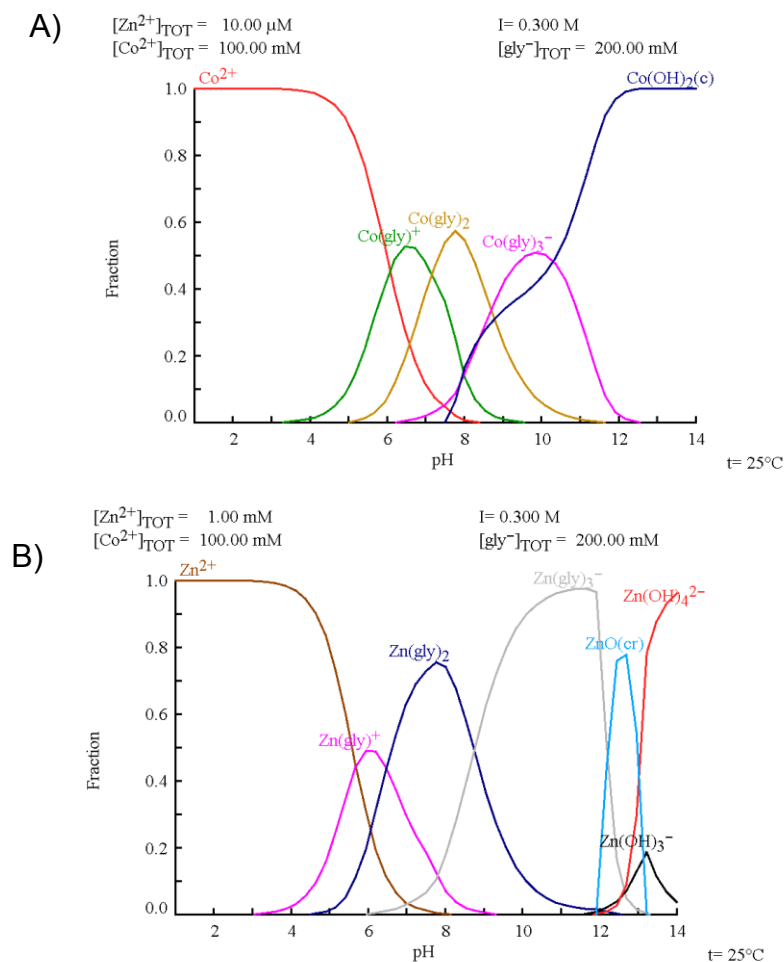 A)
[Zn²⁺]TOT = 10.00 µM
I= 0.300 M
[Co²⁺]TOT = 100.00 mM
[gly⁻]TOT = 200.00 mM
Co²⁺
Co(OH)₂(c)
1.0
0.8
0.6
Co(gly)⁺
Co(gly)₂
Co(gly)₃⁻
0.4
0.2
0.0
Fraction
2 4 6 8 10 12 14
pH
t= 25°C
B)
[Zn²⁺]TOT = 1.00 mM
I= 0.300 M
[Co²⁺]TOT = 100.00 mM
[gly⁻]TOT = 200.00 mM
Zn²⁺
Zn(gly)₃⁻
Zn(OH)₄²⁻
1.0
0.8
Zn(gly)₂
ZnO(cr)
0.6
Zn(gly)⁺
0.4
0.2
Zn(OH)₃⁻
0.0
Fraction
2 4 6 8 10 12 14
pH
t= 25°C